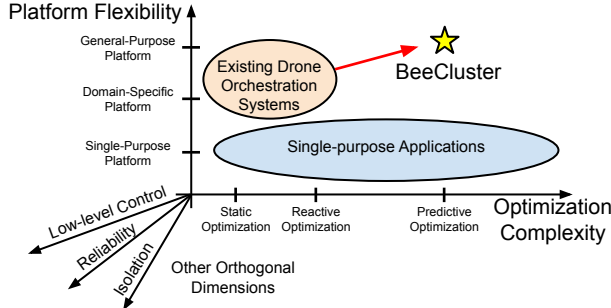 Platform Flexibility
General-Purpose
Platform
Existing Drone
Orchestration
Systems
BeeCluster
Domain-Specific
Platform
Single-Purpose
Platform
Single-purpose Applications
Low-level Control
Reliability
Isolation
Static
Optimization
Reactive
Optimization
Predictive
Optimization
Optimization
Complexity
Other Orthogonal
Dimensions